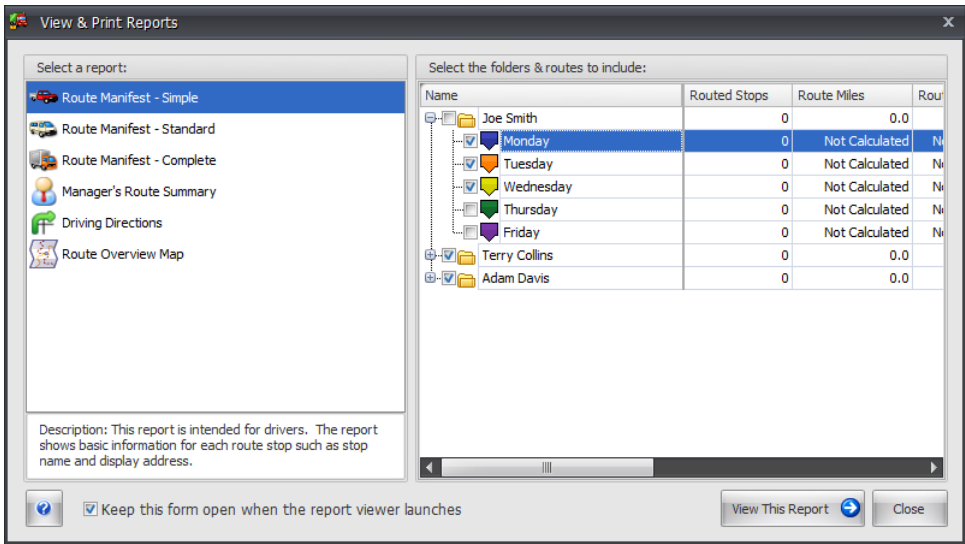 View & Print Reports
Select a report:
Route Manifest - Simple
Route Manifest - Standard
Route Manifest - Complete
Manager's Route Summary
Driving Directions
Route Overview Map
Description: This report is intended for drivers. The report
shows basic information for each route stop such as stop
name and display address.
Select the folders & routes to include:
Name Routed Stops Route Miles Rou
Joe Smith 0 0.0
Monday 0 Not Calculated N
Tuesday 0 Not Calculated N
Wednesday 0 Not Calculated N
Thursday 0 Not Calculated N
Friday 0 Not Calculated N
Terry Collins 0 0.0
Adam Davis 0 0.0
Keep this form open when the report viewer launches
View This Report
Close